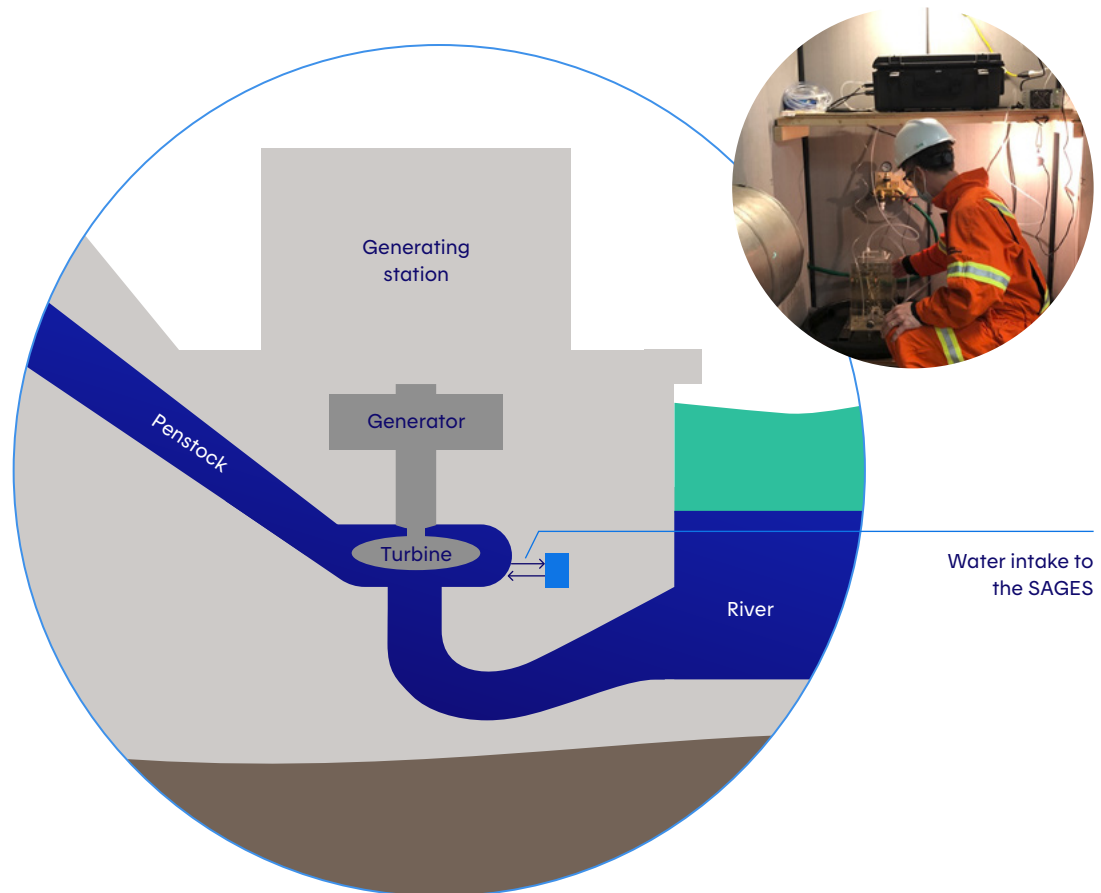 Generating
station
Generator
Penstock
Turbine
Water intake to
the SAGES
River